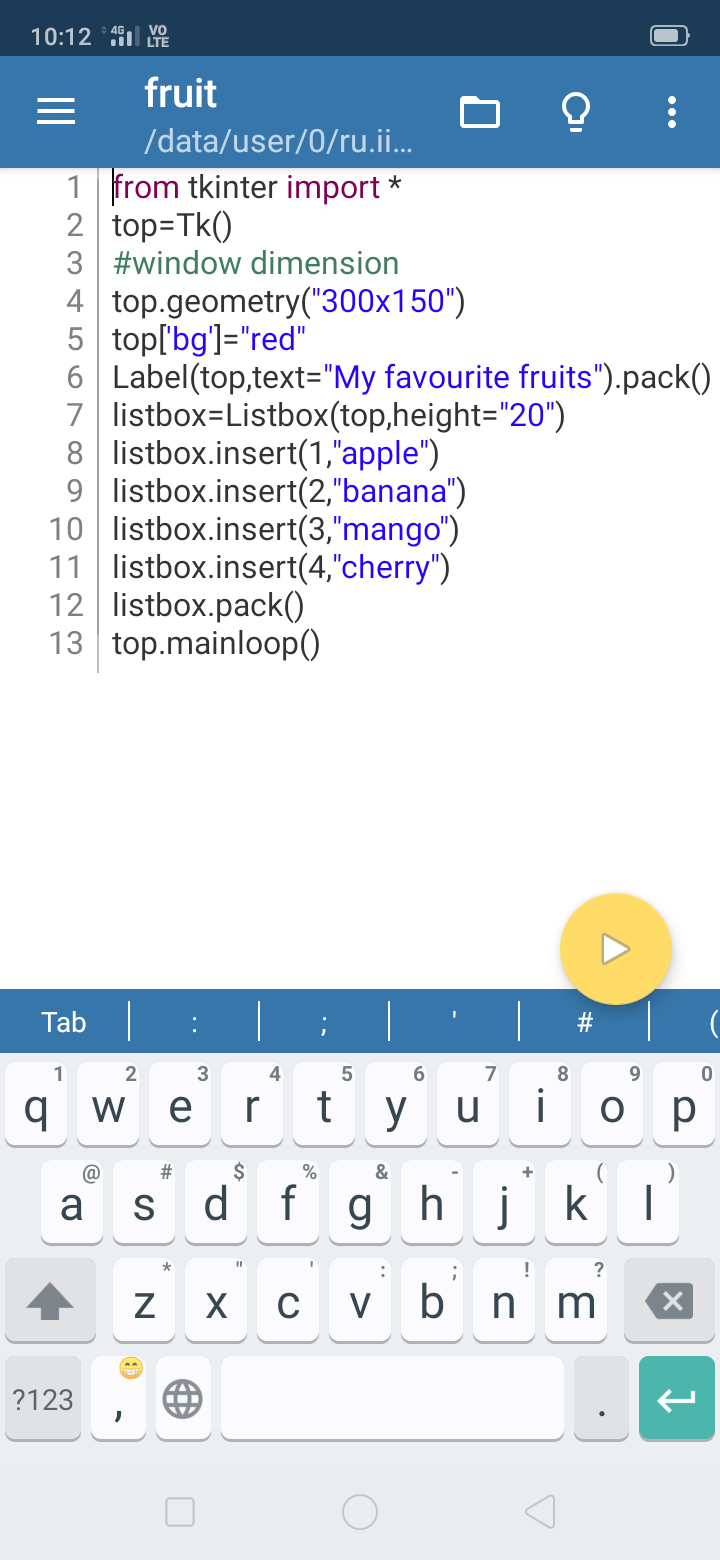 10:12 4G VO LTE
fruit
/data/user/0/ru.ii...
1 from tkinter import *
2 top=Tk()
3 #window dimension
4 top.geometry("300x150")
5 top['bg']="red"
6 Label(top,text="My favourite fruits").pack()
7 listbox=Listbox(top,height="20")
8 listbox.insert(1,"apple")
9 listbox.insert(2,"banana")
10 listbox.insert(3,"mango")
11 listbox.insert(4,"cherry")
12 listbox.pack()
13 top.mainloop()
Tab : ; ' # (
1 2 3 4 5 6 7 8 9 0
q w e r t y u i o p
@ # $ % & - + ( )
a s d f g h j k l
* " ' : ; ! ?
z x c v b n m
?123 , .